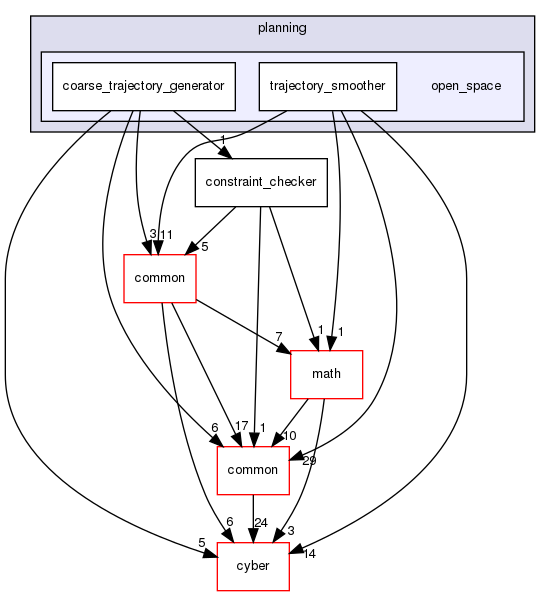 planning
coarse_trajectory_generator
trajectory_smoother
open_space
1
constraint_checker
3
11
5
common
7
1
1
math
6
17
1
10
29
common
6
24
3
5
14
cyber